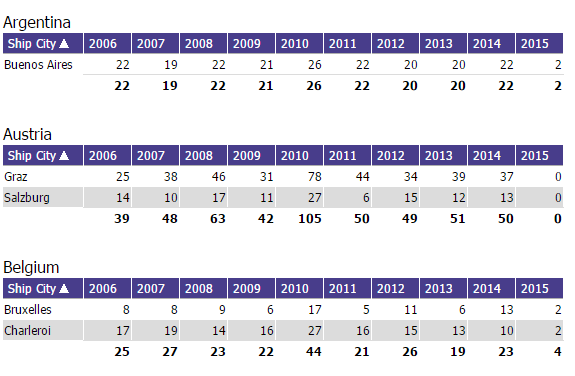 Argentina
Ship City ▲ 2006 2007 2008 2009 2010 2011 2012 2013 2014 2015
Buenos Aires 22 19 22 21 26 22 20 20 22 2
22 19 22 21 26 22 20 20 22 2
Austria
Ship City ▲ 2006 2007 2008 2009 2010 2011 2012 2013 2014 2015
Graz 25 38 46 31 78 44 34 39 37 0
Salzburg 14 10 17 11 27 6 15 12 13 0
39 48 63 42 105 50 49 51 50 0
Belgium
Ship City ▲ 2006 2007 2008 2009 2010 2011 2012 2013 2014 2015
Bruxelles 8 8 9 6 17 5 11 6 13 2
Charleroi 17 19 14 16 27 16 15 13 10 2
25 27 23 22 44 21 26 19 23 4